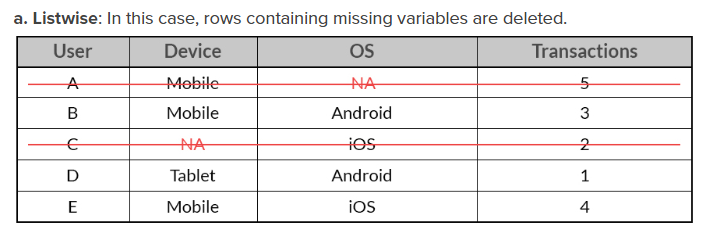 a. Listwise: In this case, rows containing missing variables are deleted.
User Device OS Transactions
A Mobile NA 5
B Mobile Android 3
C NA iOS 2
D Tablet Android 1
E Mobile iOS 4